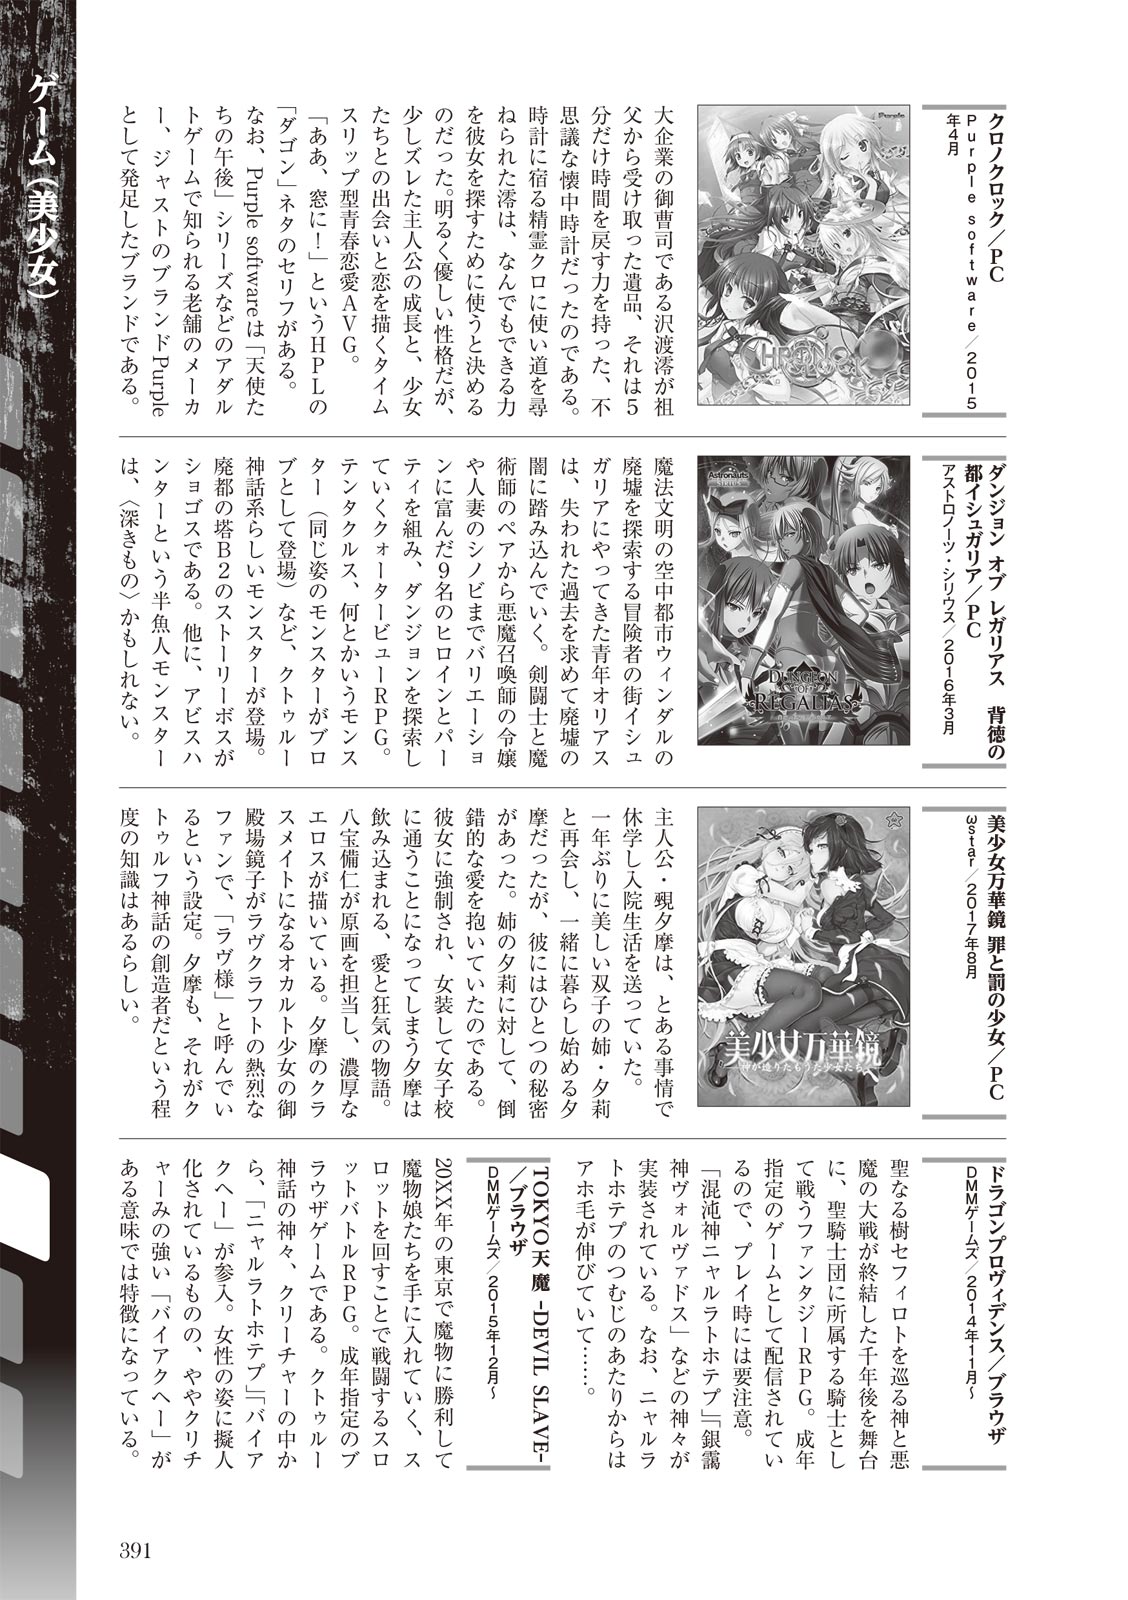 ゲーム(美少女)
クロノクロック／PC
Purple software／2015
年4月
Purple
CHRONO
大企業の御曹司である沢渡澪が祖
父から受け取った遺品、それは5
分だけ時間を戻す力を持った、不
思議な懐中時計だったのである。
時計に宿る精霊クロに使い道を尋
ねられた澪は、なんでもできる力
を彼女を探すために使うと決める
のだった。明るく優しい性格だが、
少しズレた主人公の成長と、少女
たちとの出会いと恋を描くタイム
スリップ型青春恋愛AVG。
「ああ、窓に！」というHPLの
「ダゴン」ネタのセリフがある。
なお、Purple softwareは「天使た
ちの午後」シリーズなどのアダル
トゲームで知られる老舗のメーカ
ー、ジャストのブランドPurple
として発足したブランドである。
ダンジョン オブ レガリアス　背徳の
都イシュガリア／PC
アストロノーツ・シリウス／2016年3月
Astronauts
SIRIUS
DUNGEON
OF
REGALIAS
魔法文明の空中都市ウィンダルの
廃墟を探索する冒険者の街イシュ
ガリアにやってきた青年オリアス
は、失われた過去を求めて廃墟の
闇に踏み込んでいく。剣闘士と魔
術師のペアから悪魔召喚師の令嬢
や人妻のシノビまでバリエーショ
ンに富んだ9名のヒロインとパー
ティを組み、ダンジョンを探索し
ていくクォータービューRPG。
テンタクルス、何とかいうモンス
ター（同じ姿のモンスターがブロ
ブとして登場）など、クトゥルー
神話系らしいモンスターが登場。
廃都の塔B2のストーリーボスが
ショゴスである。他に、アビスハ
ンターという半魚人モンスター
は、〈深きもの〉かもしれない。
美少女万華鏡 罪と罰の少女／PC
ωstar／2017年8月
美少女万華鏡
神が造りたもうた少女たち
主人公・覡夕摩は、とある事情で
休学し入院生活を送っていた。
一年ぶりに美しい双子の姉・夕莉
と再会し、一緒に暮らし始める夕
摩だったが、彼にはひとつの秘密
があった。姉の夕莉に対して、倒
錯的な愛を抱いていたのである。
彼女に強制され、女装して女子校
に通うことになってしまう夕摩は
飲み込まれる、愛と狂気の物語。
八宝備仁が原画を担当し、濃厚な
エロスが描いている。夕摩のクラ
スメイトになるオカルト少女の御
殿場鏡子がラヴクラフトの熱烈な
ファンで、「ラヴ様」と呼んでい
るという設定。夕摩も、それがク
トゥルフ神話の創造者だという程
度の知識はあるらしい。
ドラゴンプロヴィデンス／ブラウザ
DMMゲームズ／2014年11月〜
聖なる樹セフィロトを巡る神と悪
魔の大戦が終結した千年後を舞台
に、聖騎士団に所属する騎士とし
て戦うファンタジーRPG。成年
指定のゲームとして配信されてい
るので、プレイ時には要注意。
「混沌神ニャルラトホテプ」「銀靄
神ヴォルヴァドス」などの神々が
実装されている。なお、ニャルラ
トホテプのつむじのあたりからは
アホ毛が伸びていて……。
TOKYO天魔 -DEVIL SLAVE-
／ブラウザ
DMMゲームズ／2015年12月〜
20XX年の東京で魔物に勝利して
魔物娘たちを手に入れていく、ス
ロットを回すことで戦闘するスロ
ットバトルRPG。成年指定のブ
ラウザゲームである。クトゥルー
神話の神々、クリーチャーの中か
ら、「ニャルラトホテプ」「バイア
クヘー」が参入。女性の姿に擬人
化されているものの、ややクリチ
ャーみの強い「バイアクヘー」が
ある意味では特徴になっている。
391